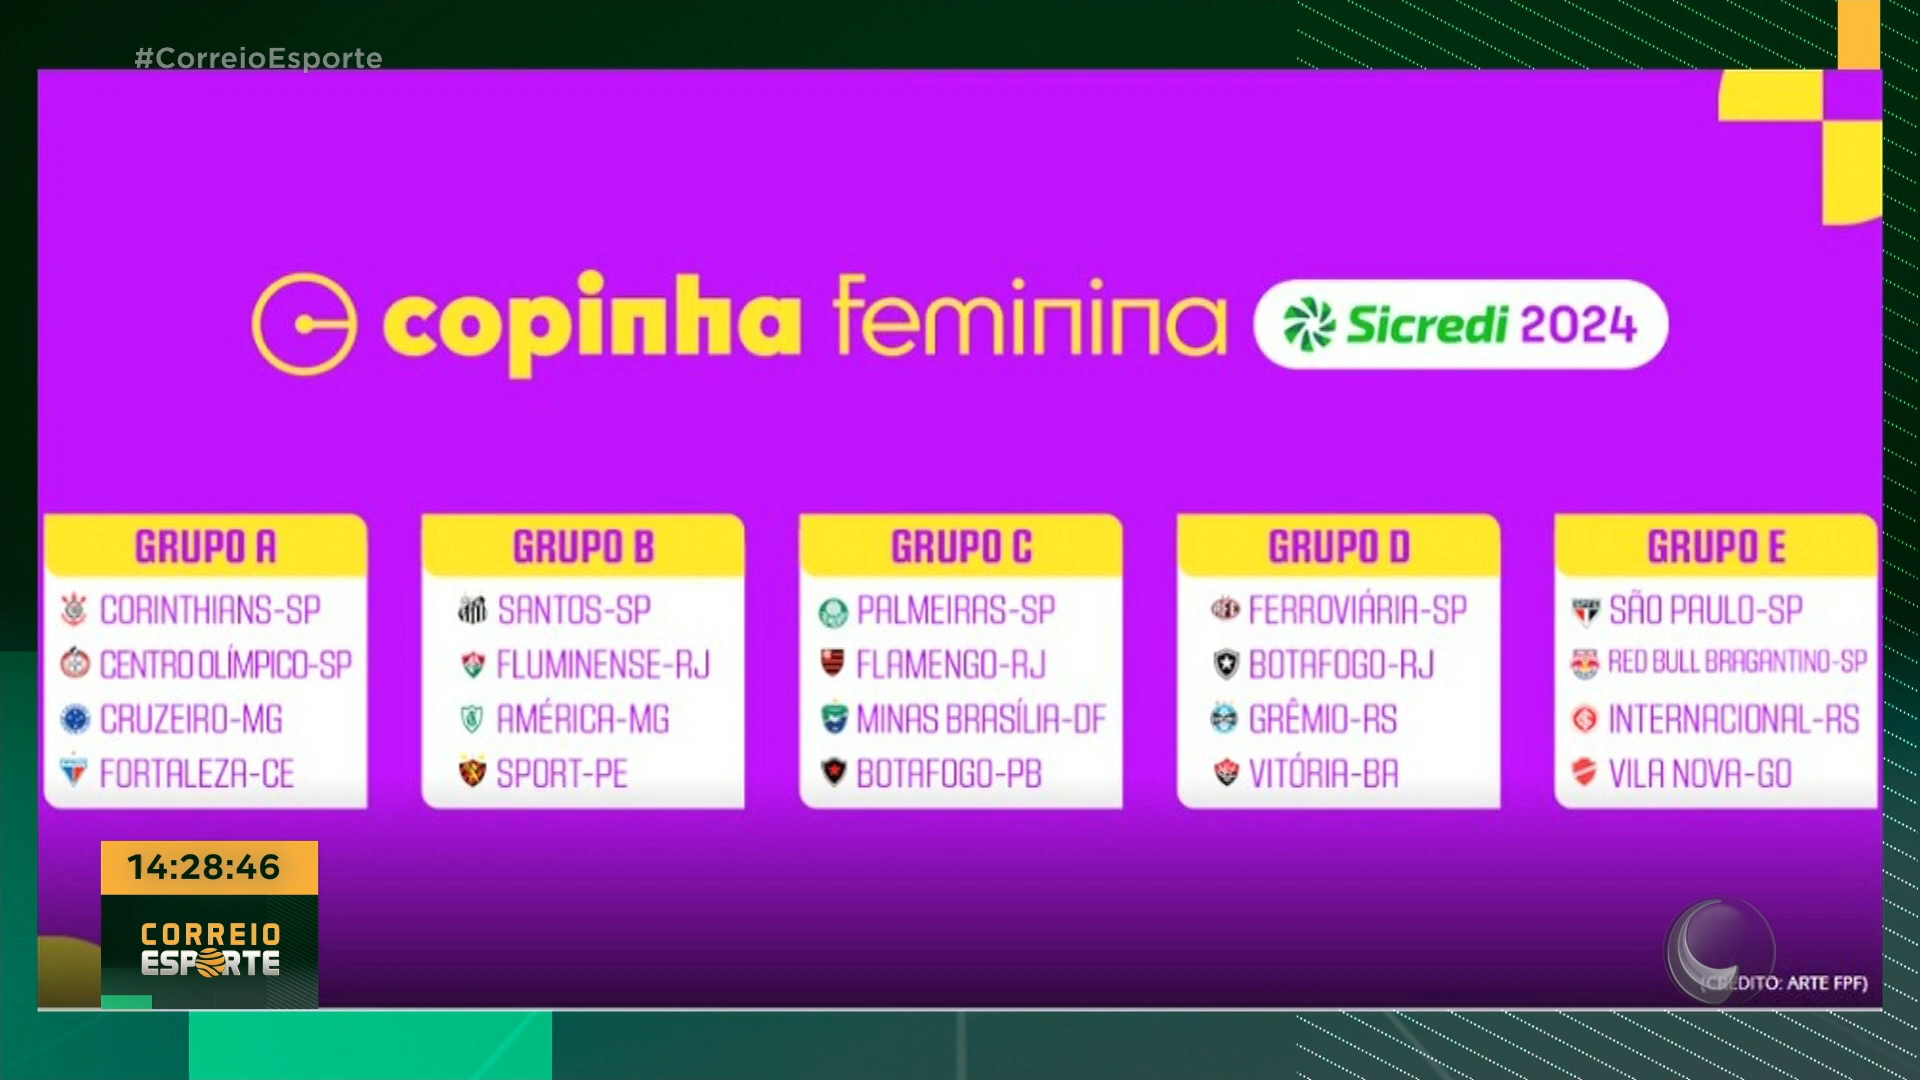 #CorreioEsporte
copinha feminina Sicredi 2024
GRUPO A
CORINTHIANS-SP
CENTRO OLÍMPICO-SP
CRUZEIRO-MG
FORTALEZA-CE
GRUPO B
SANTOS-SP
FLUMINENSE-RJ
AMÉRICA-MG
SPORT-PE
GRUPO C
PALMEIRAS-SP
FLAMENGO-RJ
MINAS BRASÍLIA-DF
BOTAFOGO-PB
GRUPO D
FERROVIÁRIA-SP
BOTAFOGO-RJ
GRÊMIO-RS
VITÓRIA-BA
GRUPO E
SÃO PAULO-SP
RED BULL BRAGANTINO-SP
INTERNACIONAL-RS
VILA NOVA-GO
14:28:46
CORREIO
ESPORTE
(CRÉDITO: ARTE FPF)